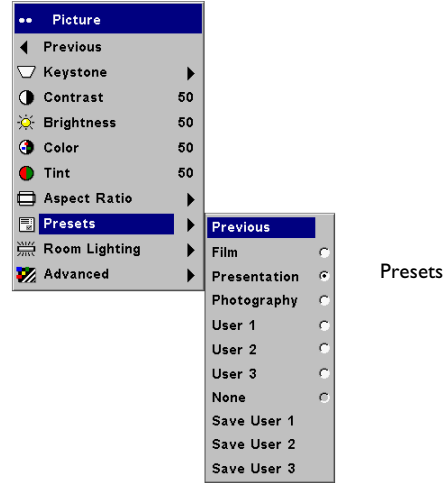 Picture
Previous
Keystone
Contrast 50
Brightness 50
Color 50
Tint 50
Aspect Ratio
Presets
Room Lighting
Advanced
Previous
Film
Presentation
Photography
User 1
User 2
User 3
None
Save User 1
Save User 2
Save User 3
Presets